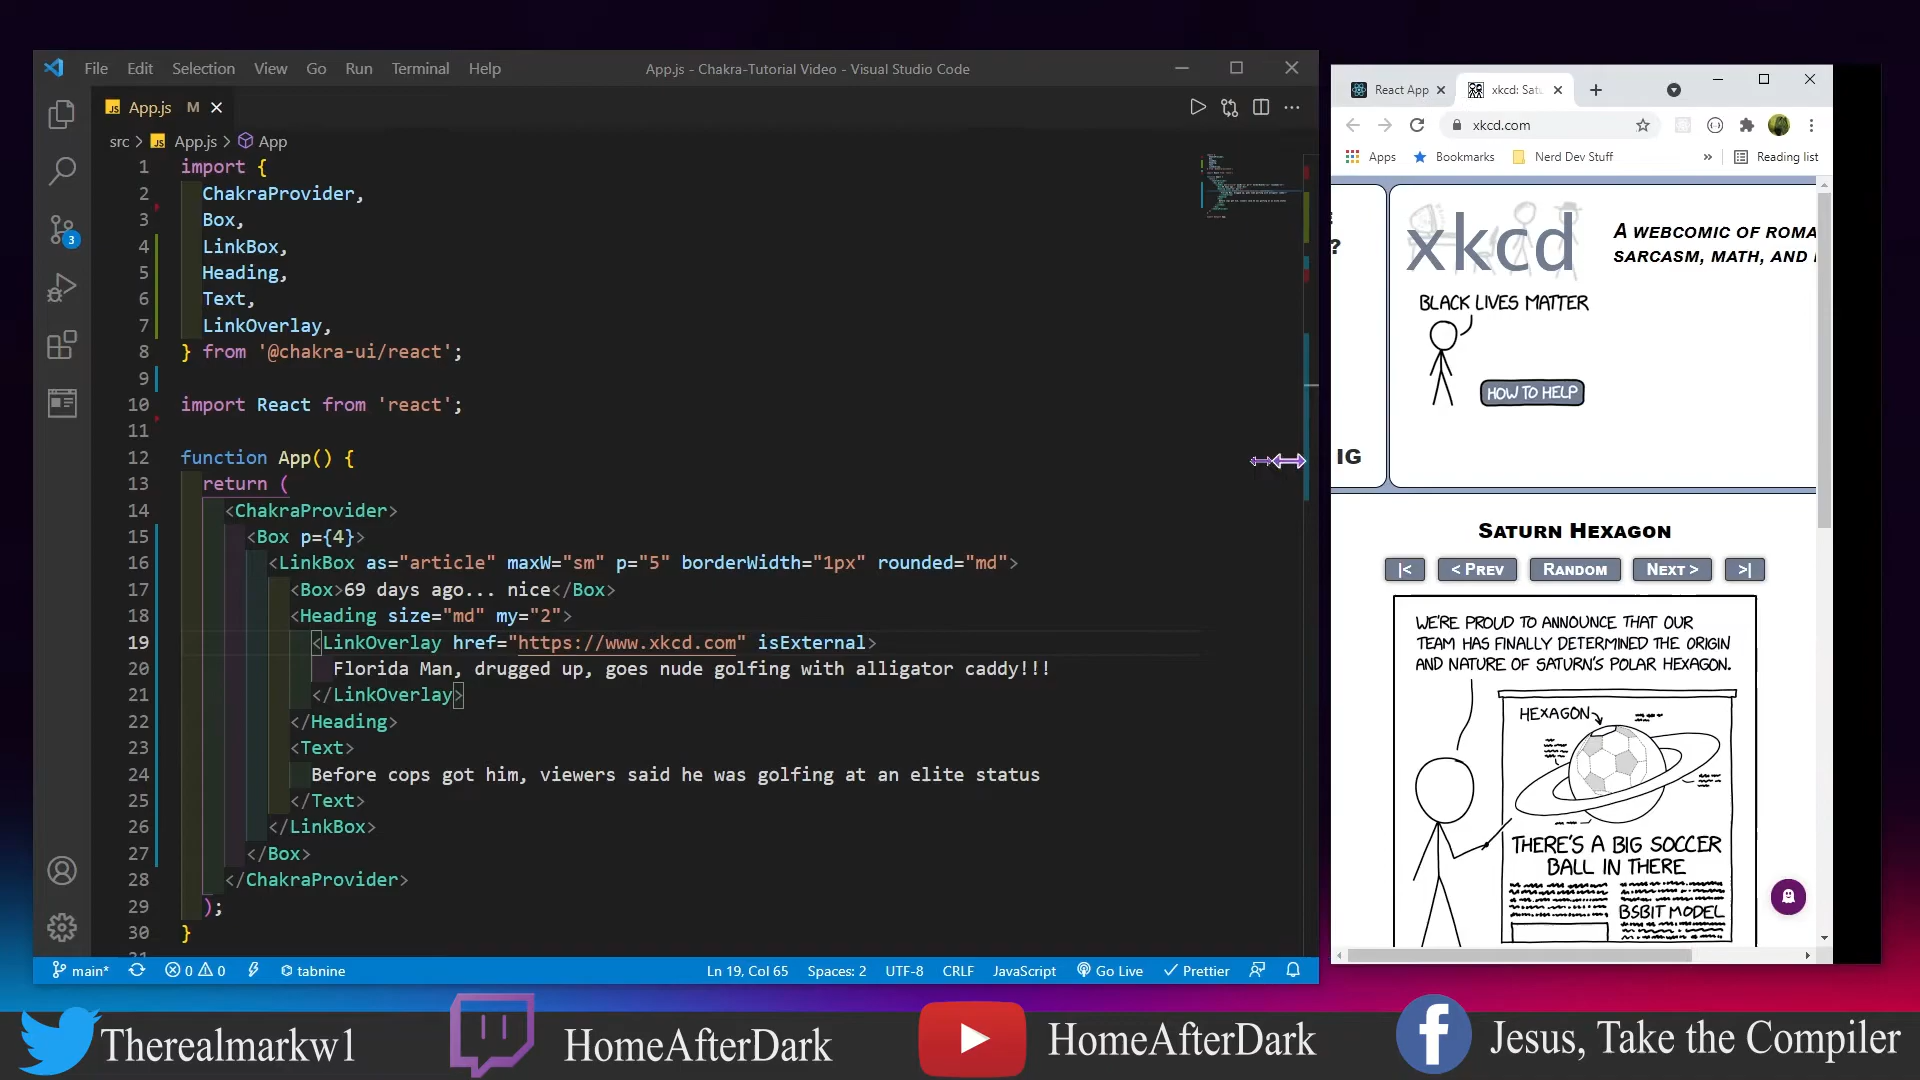 File Edit Selection View Go Run Terminal Help
App.js - Chakra-Tutorial Video - Visual Studio Code
JS App.js M
src > JS App.js > App
1 import {
2 ChakraProvider,
3 Box,
4 LinkBox,
5 Heading,
6 Text,
7 LinkOverlay,
8 } from '@chakra-ui/react';
9
10 import React from 'react';
11
12 function App() {
13 return (
14 <ChakraProvider>
15 <Box p={4}>
16 <LinkBox as="article" maxW="sm" p="5" borderWidth="1px" rounded="md">
17 <Box>69 days ago... nice</Box>
18 <Heading size="md" my="2">
19 <LinkOverlay href="https://www.xkcd.com" isExternal>
20 Florida Man, drugged up, goes nude golfing with alligator caddy!!!
21 </LinkOverlay>
22 </Heading>
23 <Text>
24 Before cops got him, viewers said he was golfing at an elite status
25 </Text>
26 </LinkBox>
27 </Box>
28 </ChakraProvider>
29 );
30 }
3
main* 0 0 tabnine
Ln 19, Col 65 Spaces: 2 UTF-8 CRLF JavaScript Go Live Prettier
React App
xkcd: Satu
xkcd.com
Apps Bookmarks Nerd Dev Stuff » Reading list
?
IG
xkcd
A WEBCOMIC OF ROMA
SARCASM, MATH, AND
BLACK LIVES MATTER
HOW TO HELP
SATURN HEXAGON
|< < PREV RANDOM NEXT > >|
WE'RE PROUD TO ANNOUNCE THAT OUR
TEAM HAS FINALLY DETERMINED THE ORIGIN
AND NATURE OF SATURN'S POLAR HEXAGON.
HEXAGON
THERE'S A BIG SOCCER
BALL IN THERE
BSBIT MODEL
Therealmarkw1
HomeAfterDark
HomeAfterDark
Jesus, Take the Compiler